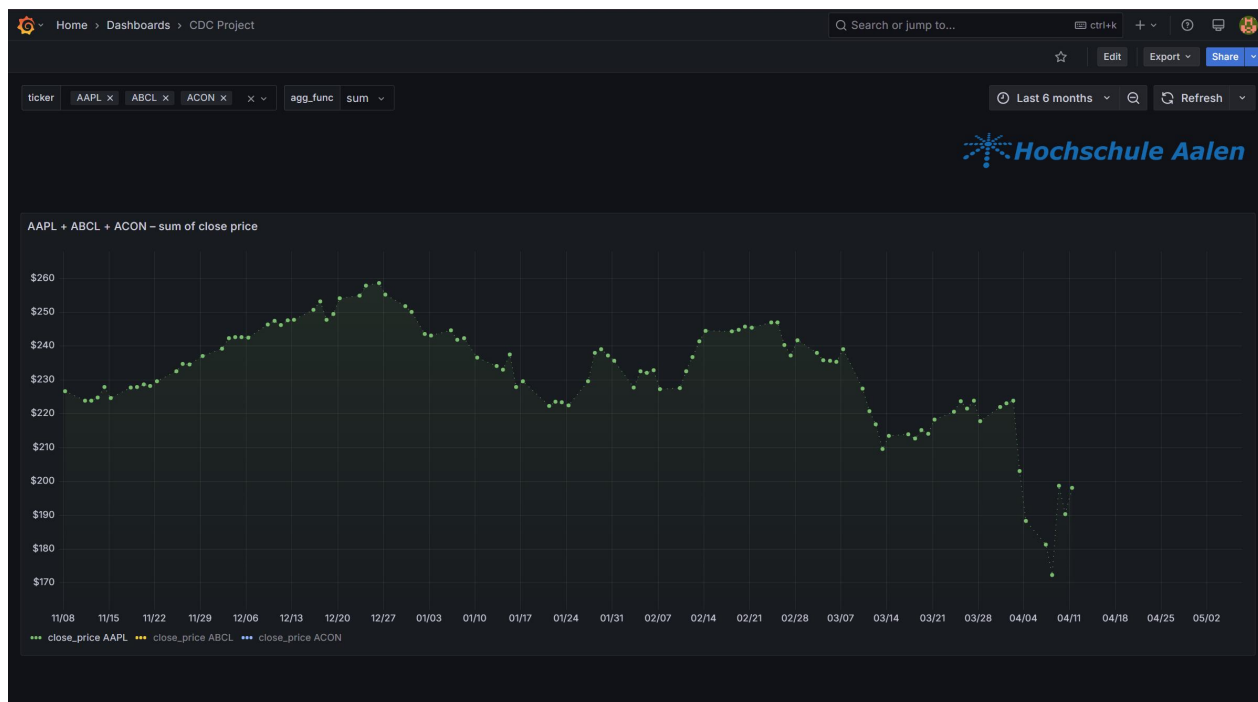 Home › Dashboards › CDC Project
Search or jump to... ctrl+k
Edit Export Share
ticker AAPL × ABCL × ACON × × agg_func sum Last 6 months Refresh
Hochschule Aalen
AAPL + ABCL + ACON – sum of close price
$260
$250
$240
$230
$220
$210
$200
$190
$180
$170
11/08 11/15 11/22 11/29 12/06 12/13 12/20 12/27 01/03 01/10 01/17 01/24 01/31 02/07 02/14 02/21 02/28 03/07 03/14 03/21 03/28 04/04 04/11 04/18 04/25 05/02
close_price AAPL close_price ABCL close_price ACON